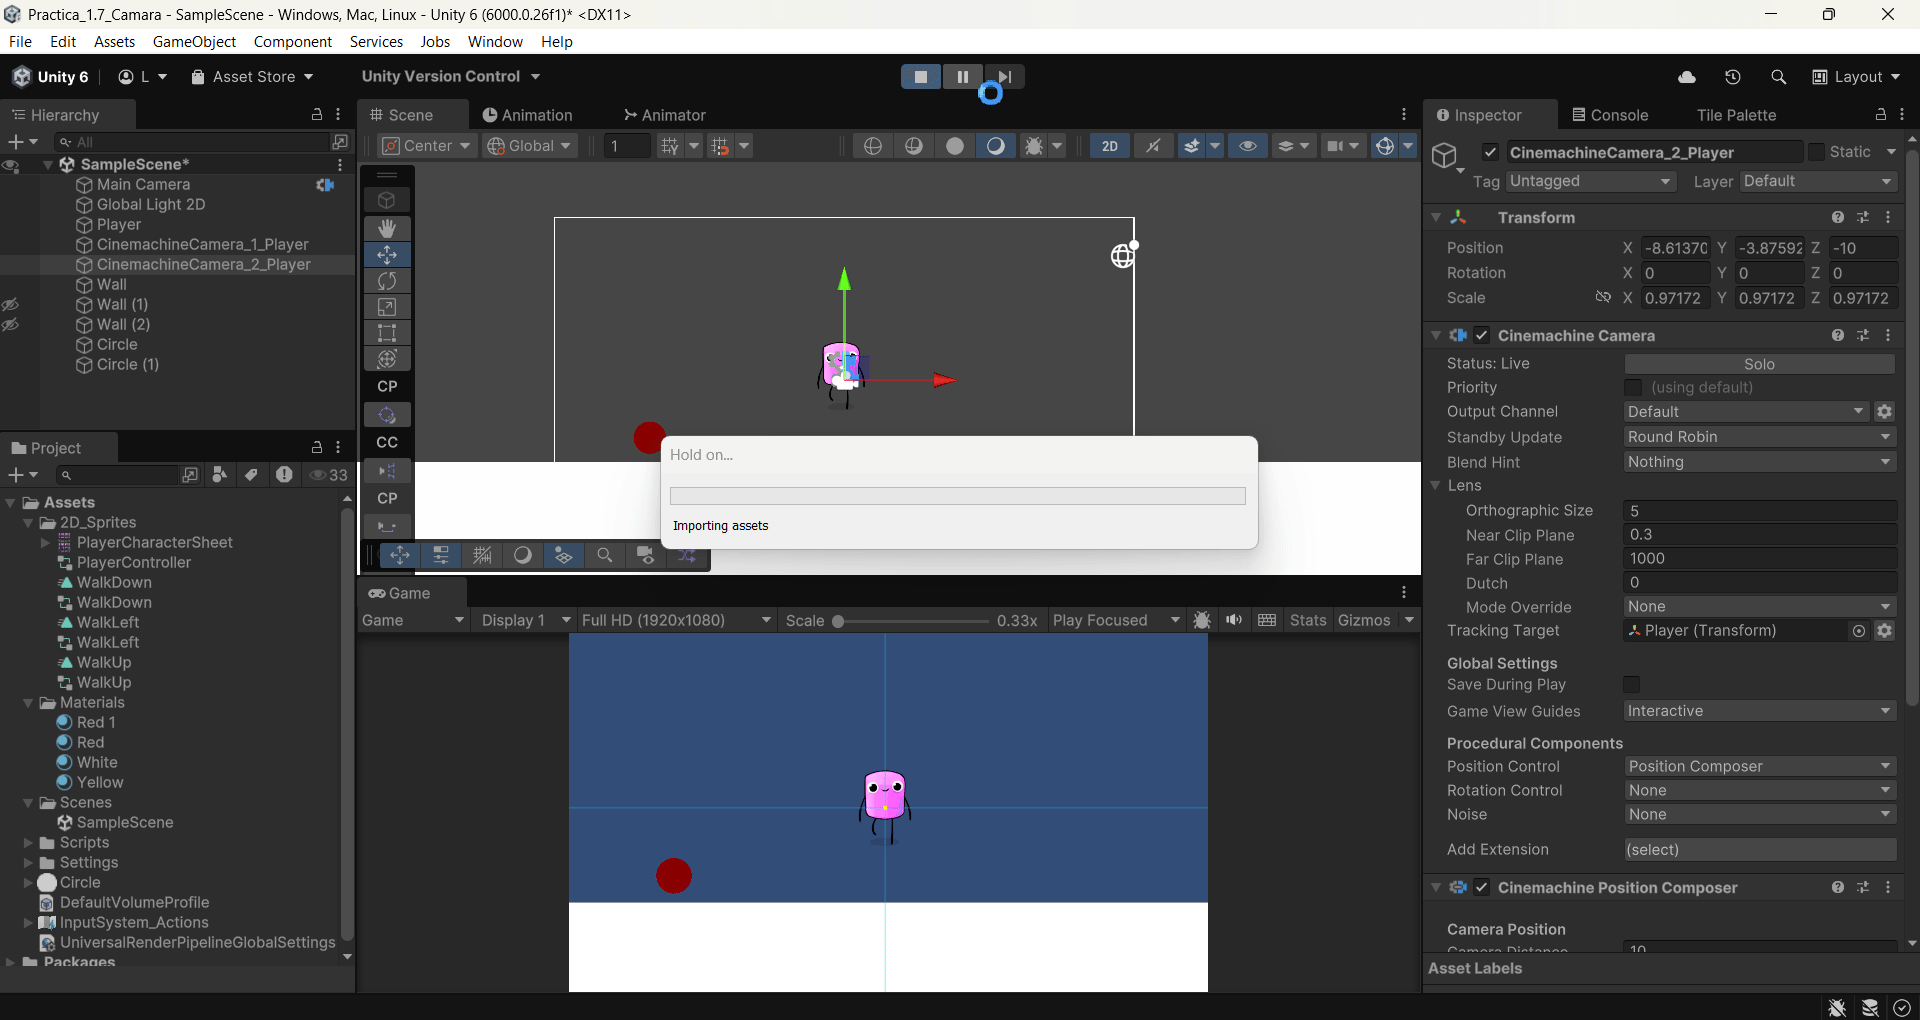 Practica_1.7_Camara - SampleScene - Windows, Mac, Linux - Unity 6 (6000.0.26f1)* <DX11>
File Edit Assets GameObject Component Services Jobs Window Help
Unity 6 L Asset Store Unity Version Control Layout
Hierarchy
All
SampleScene*
Main Camera
Global Light 2D
Player
CinemachineCamera_1_Player
CinemachineCamera_2_Player
Wall
Wall (1)
Wall (2)
Circle
Circle (1)
Project
33
Assets
2D_Sprites
PlayerCharacterSheet
PlayerController
WalkDown
WalkDown
WalkLeft
WalkLeft
WalkUp
WalkUp
Materials
Red 1
Red
White
Yellow
Scenes
SampleScene
Scripts
Settings
Circle
DefaultVolumeProfile
InputSystem_Actions
UniversalRenderPipelineGlobalSettings
Packages
Scene Animation Animator
Center Global 1 2D
CP
CC
CP
Hold on...
Importing assets
Game
Game Display 1 Full HD (1920x1080) Scale 0.33x Play Focused Stats Gizmos
Inspector Console Tile Palette
CinemachineCamera_2_Player Static
Tag Untagged Layer Default
Transform
Position X -8.61370 Y -3.87592 Z -10
Rotation X 0 Y 0 Z 0
Scale X 0.97172 Y 0.97172 Z 0.97172
Cinemachine Camera
Status: Live Solo
Priority (using default)
Output Channel Default
Standby Update Round Robin
Blend Hint Nothing
Lens
Orthographic Size 5
Near Clip Plane 0.3
Far Clip Plane 1000
Dutch 0
Mode Override None
Tracking Target Player (Transform)
Global Settings
Save During Play
Game View Guides Interactive
Procedural Components
Position Control Position Composer
Rotation Control None
Noise None
Add Extension (select)
Cinemachine Position Composer
Camera Position
Camera Distance 10
Asset Labels